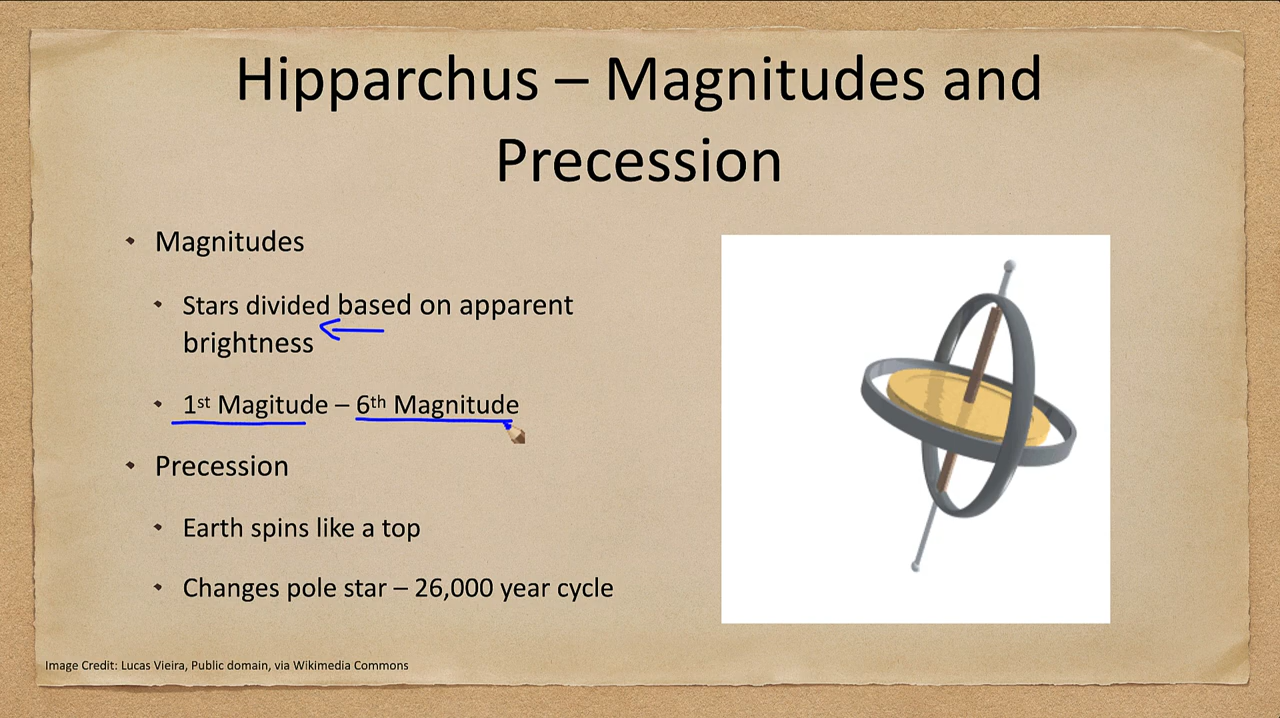 Hipparchus – Magnitudes and
Precession
Magnitudes
Stars divided based on apparent
brightness
1st Magitude – 6th Magnitude
Precession
Earth spins like a top
Changes pole star – 26,000 year cycle
Image Credit: Lucas Vieira, Public domain, via Wikimedia Commons